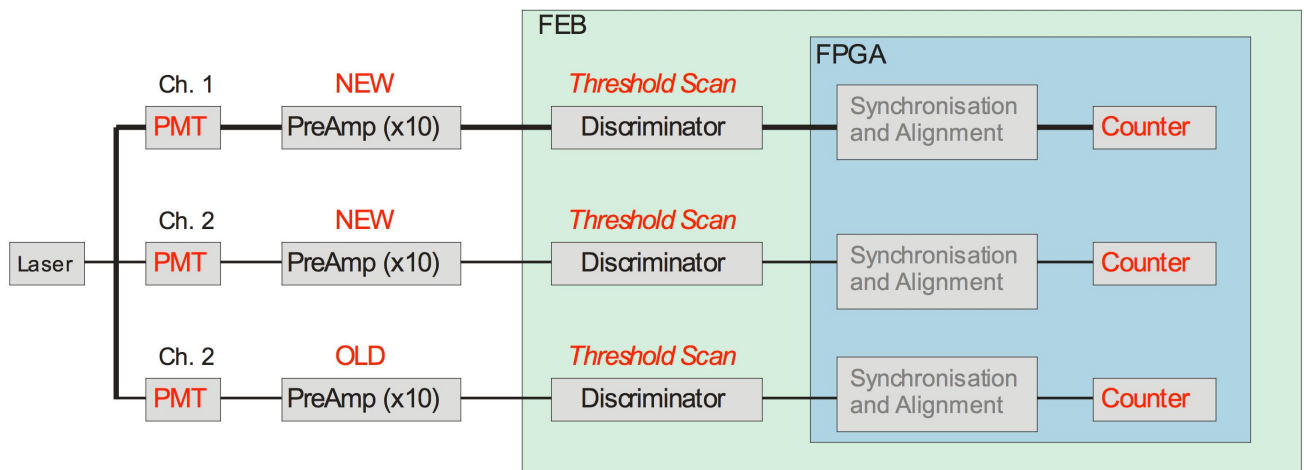 FEB
FPGA
Ch. 1
NEW
Threshold Scan
PMT
PreAmp (x10)
Discriminator
Synchronisation
and Alignment
Counter
Ch. 2
NEW
Threshold Scan
Laser
PMT
PreAmp (x10)
Discriminator
Synchronisation
and Alignment
Counter
Ch. 2
OLD
Threshold Scan
PMT
PreAmp (x10)
Discriminator
Synchronisation
and Alignment
Counter